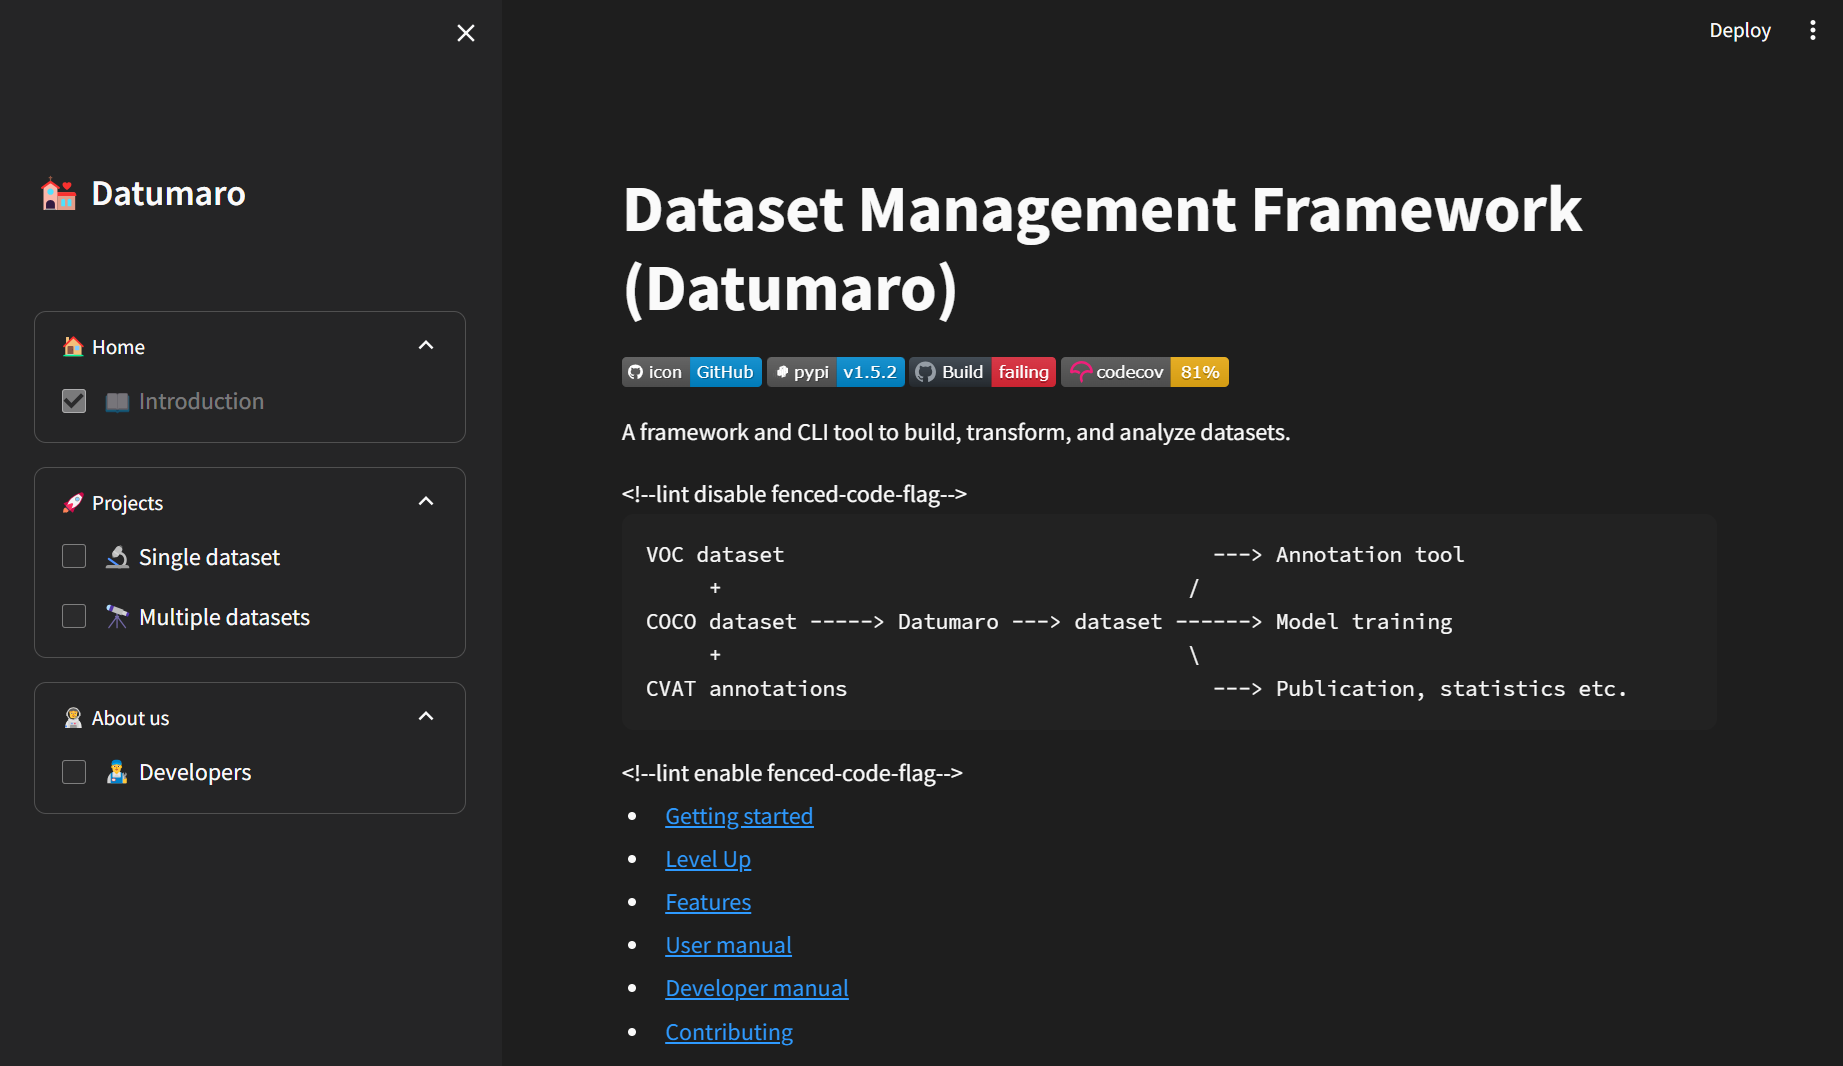 Deploy
Datumaro
Home
Introduction
Projects
Single dataset
Multiple datasets
About us
Developers
Dataset Management Framework
(Datumaro)
icon GitHub pypi v1.5.2 Build failing codecov 81%
A framework and CLI tool to build, transform, and analyze datasets.
<!--lint disable fenced-code-flag-->
VOC dataset                                  ---> Annotation tool
     +                                     /
COCO dataset -----> Datumaro ---> dataset ------> Model training
     +                                     \
CVAT annotations                             ---> Publication, statistics etc.
<!--lint enable fenced-code-flag-->
• Getting started
• Level Up
• Features
• User manual
• Developer manual
• Contributing